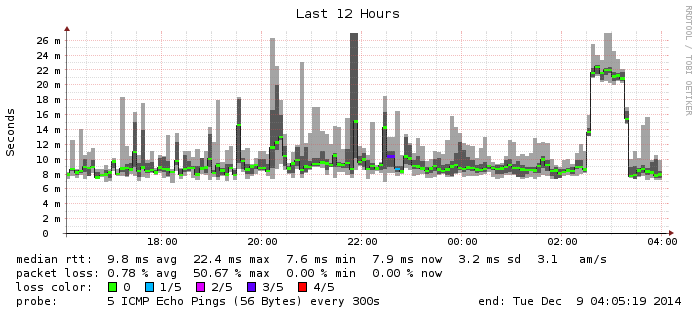 Last 12 Hours
RRDTOOL / TOBI OETIKER
Seconds
26 m
24 m
22 m
20 m
18 m
16 m
14 m
12 m
10 m
8 m
6 m
4 m
2 m
0
18:00 20:00 22:00 00:00 02:00 04:00
median rtt: 9.8 ms avg 22.4 ms max 7.6 ms min 7.9 ms now 3.2 ms sd 3.1 am/s
packet loss: 0.78 % avg 50.67 % max 0.00 % min 0.00 % now
loss color: 0 1/5 2/5 3/5 4/5
probe: 5 ICMP Echo Pings (56 Bytes) every 300s end: Tue Dec 9 04:05:19 2014